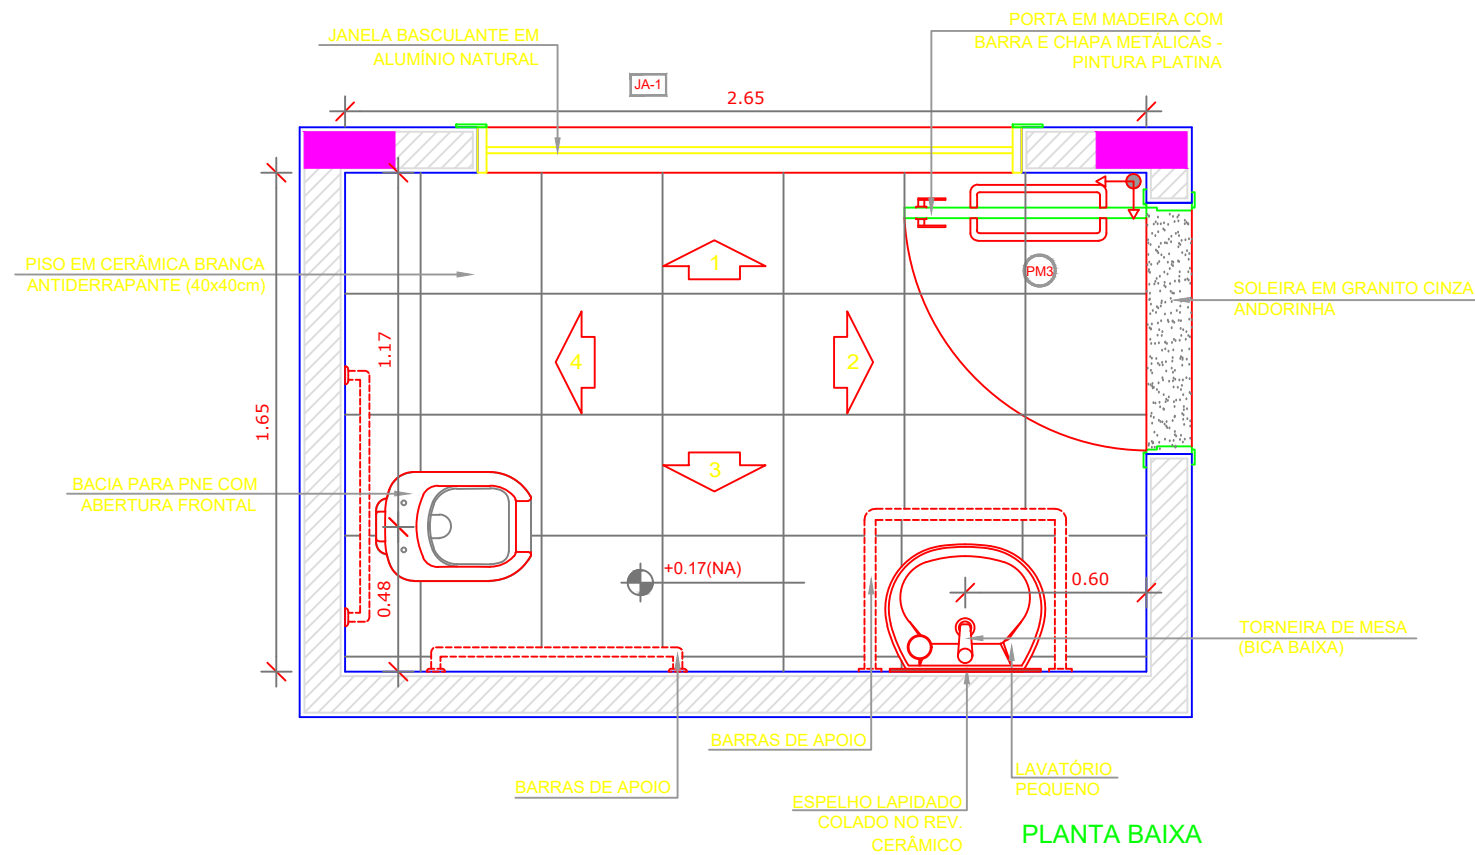 PORTA EM MADEIRA COM
BARRA E CHAPA METÁLICAS -
PINTURA PLATINA
JANELA BASCULANTE EM
ALUMÍNIO NATURAL
JA-1
2.65
PISO EM CERÂMICA BRANCA
ANTIDERRAPANTE (40x40cm)
1
PM3
SOLEIRA EM GRANITO CINZA
ANDORINHA
1.17
4
2
1.65
3
BACIA PARA PNE COM
ABERTURA FRONTAL
+0.17(NA)
0.48
0.60
TORNEIRA DE MESA
(BICA BAIXA)
BARRAS DE APOIO
BARRAS DE APOIO
LAVATÓRIO
PEQUENO
ESPELHO LAPIDADO
COLADO NO REV.
CERÂMICO
PLANTA BAIXA